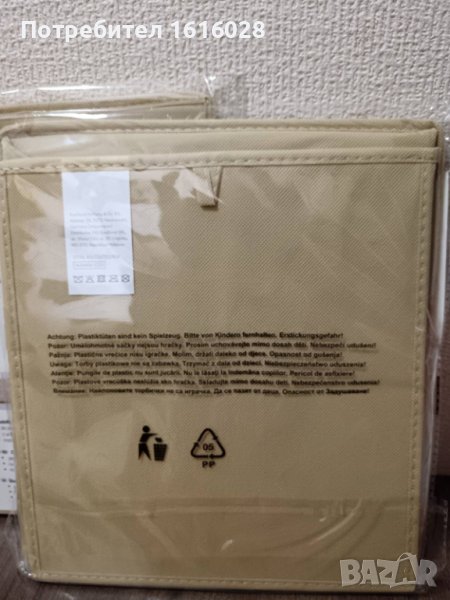 Потребител 1616028
Achtung: Plastiktüten sind kein Spielzeug. Bitte von Kindern fernhalten, Erstickungsgefahr!
Pozor: Umělohmotné sáčky nejsou hračky. Prosím uchovávejte mimo dosah dětí. Nebezpečí udušení!
Pažnja: Plastične vrećice nisu igračke. Molim, držati daleko od djece. Opasnost od gušenja!
Uwaga: Torby plastikowe nie są zabawką. Trzymać z dala od dzieci. Niebezpieczeństwo uduszenia!
Atenţie: Pungile de plastic nu sunt jucării. Nu la lăsaţi la îndemâna copiilor. Pericol de asfixiere!
Pozor: Plastové vrecúška neslúžia ako hračka. Skladujte mimo dosahu detí. Nebezpečenstvo udusenia!
Внимание: Найлоновите торбички не са играчка. Да се пазят от деца. Опасност от Задушаване!
05
PP
BAZAR